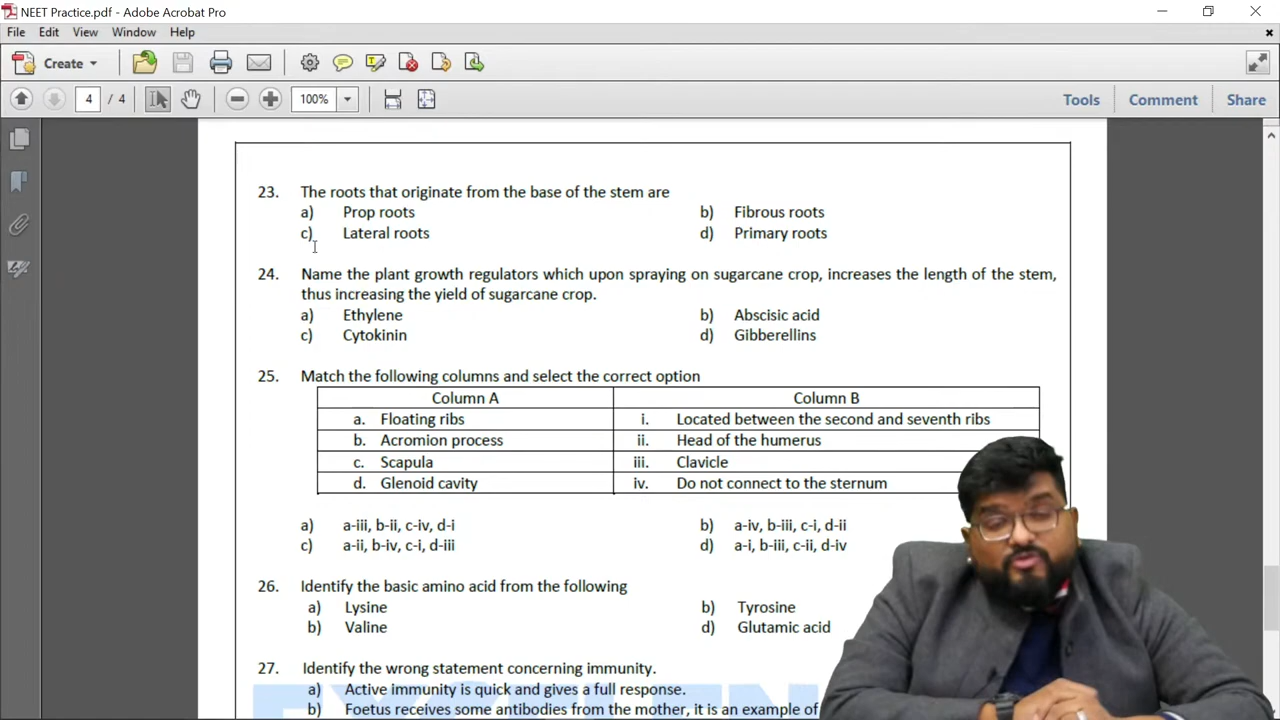 NEET Practice.pdf - Adobe Acrobat Pro
File Edit View Window Help
Create
4 / 4 100% Tools Comment Share
23. The roots that originate from the base of the stem are
a) Prop roots b) Fibrous roots
c) Lateral roots d) Primary roots
24. Name the plant growth regulators which upon spraying on sugarcane crop, increases the length of the stem,
thus increasing the yield of sugarcane crop.
a) Ethylene b) Abscisic acid
c) Cytokinin d) Gibberellins
25. Match the following columns and select the correct option
Column A Column B
a. Floating ribs i. Located between the second and seventh ribs
b. Acromion process ii. Head of the humerus
c. Scapula iii. Clavicle
d. Glenoid cavity iv. Do not connect to the sternum
a) a-iii, b-ii, c-iv, d-i b) a-iv, b-iii, c-i, d-ii
c) a-ii, b-iv, c-i, d-iii d) a-i, b-iii, c-ii, d-iv
26. Identify the basic amino acid from the following
a) Lysine b) Tyrosine
b) Valine d) Glutamic acid
27. Identify the wrong statement concerning immunity.
a) Active immunity is quick and gives a full response.
b) Foetus receives some antibodies from the mother, it is an example of